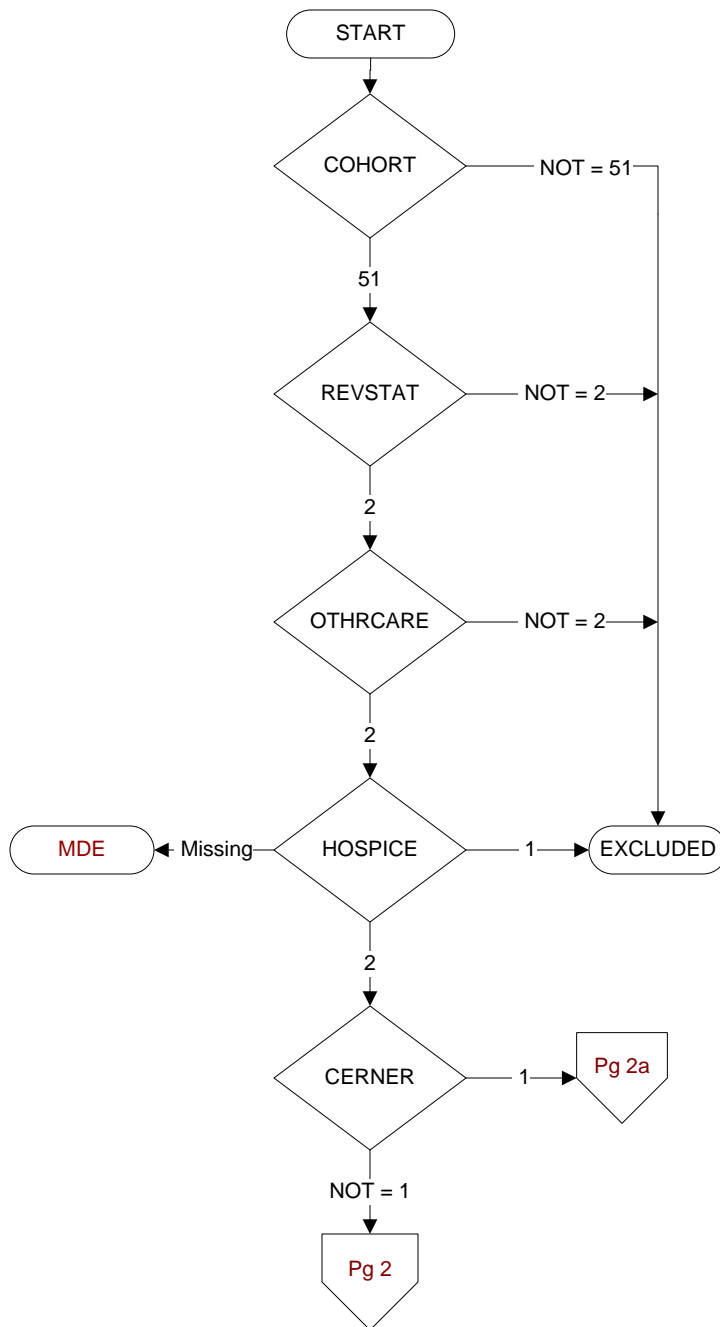 START
COHORT
NOT = 51
51
REVSTAT
NOT = 2
2
OTHRCARE
NOT = 2
2
MDE
Missing
HOSPICE
1
EXCLUDED
2
CERNER
1
Pg 2a
NOT = 1
Pg 2